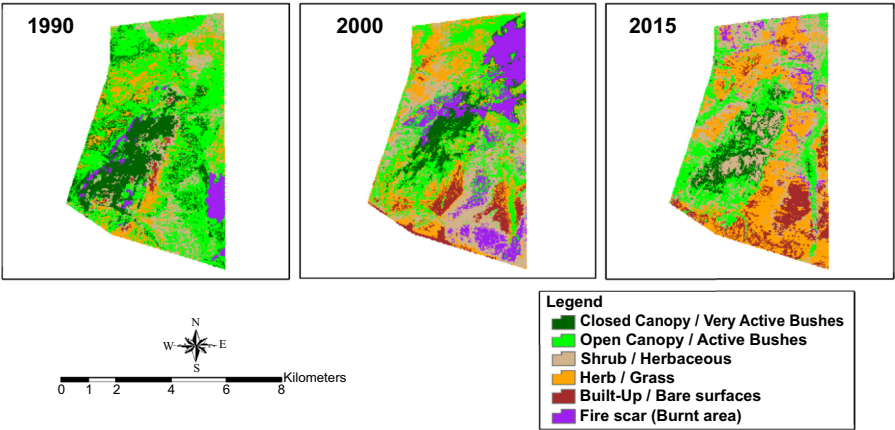 1990
2000
2015
N
W
E
S
Kilometers
0 1 2 4 6 8
Legend
Closed Canopy / Very Active Bushes
Open Canopy / Active Bushes
Shrub / Herbaceous
Herb / Grass
Built-Up / Bare surfaces
Fire scar (Burnt area)